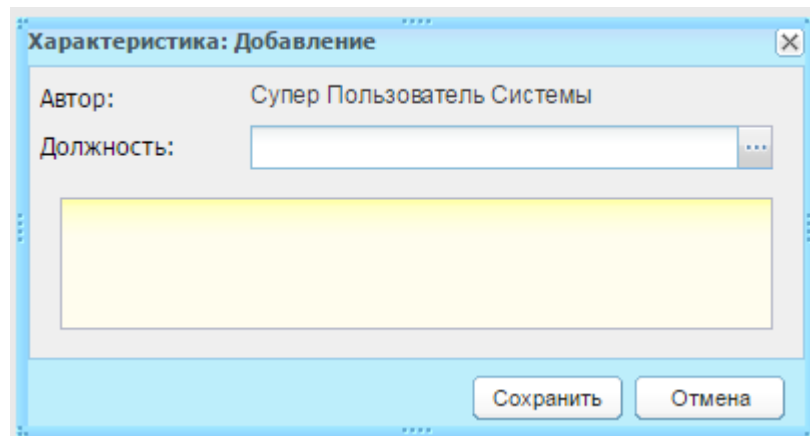 Характеристика: Добавление
Автор: Супер Пользователь Системы
Должность:
Сохранить Отмена